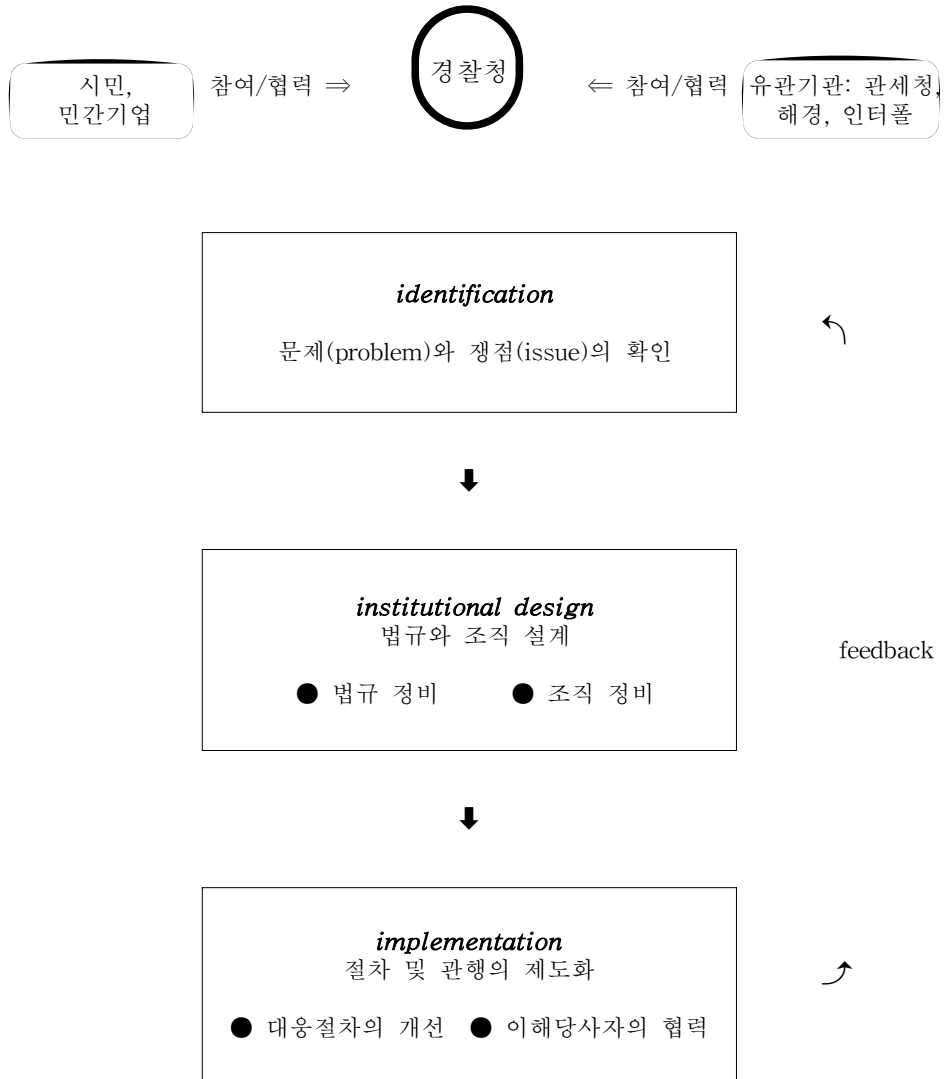 경찰청
시민,
민간기업
참여/협력 ⇒
⇐ 참여/협력
유관기관: 관세청,
해경, 인터폴
identification
문제(problem)와 쟁점(issue)의 확인
institutional design
법규와 조직 설계
● 법규 정비 ● 조직 정비
feedback
implementation
절차 및 관행의 제도화
● 대웅절차의 개선 ● 이해당사자의 협력